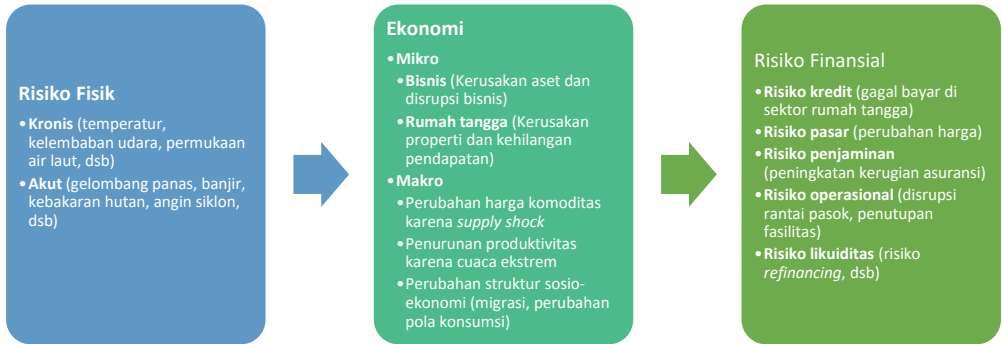 Risiko Fisik
•Kronis (temperatur,
kelembaban udara, permukaan
air laut, dsb)
•Akut (gelombang panas, banjir,
kebakaran hutan, angin siklon,
dsb)
Ekonomi
•Mikro
•Bisnis (Kerusakan aset dan
disrupsi bisnis)
•Rumah tangga (Kerusakan
properti dan kehilangan
pendapatan)
•Makro
•Perubahan harga komoditas
karena supply shock
•Penurunan produktivitas
karena cuaca ekstrem
•Perubahan struktur sosio-
ekonomi (migrasi, perubahan
pola konsumsi)
Risiko Finansial
•Risiko kredit (gagal bayar di
sektor rumah tangga)
•Risiko pasar (perubahan harga)
•Risiko penjaminan
(peningkatan kerugian asuransi)
•Risiko operasional (disrupsi
rantai pasok, penutupan
fasilitas)
•Risiko likuiditas (risiko
refinancing, dsb)